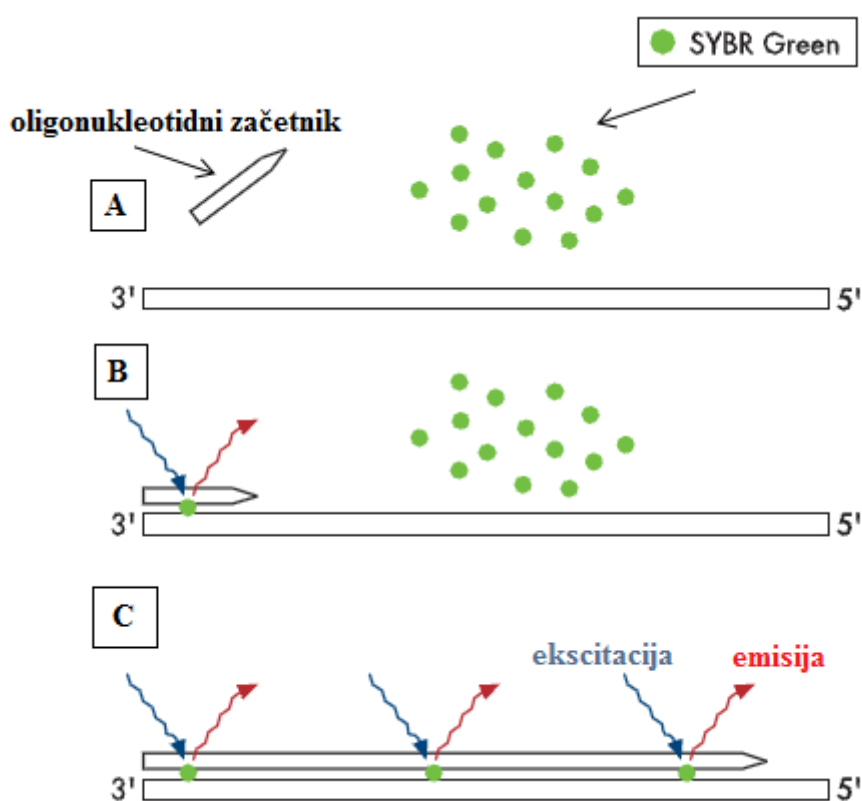 SYBR Green
oligonukleotidni začetnik
A
3' 5'
B
3' 5'
C
ekscitacija emisija
3' 5'